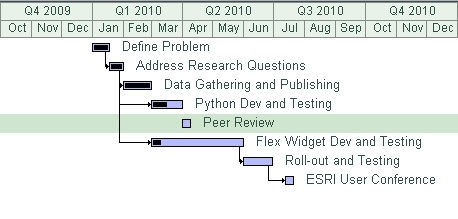 Q4 2009 Q1 2010 Q2 2010 Q3 2010 Q4 2010
Oct Nov Dec Jan Feb Mar Apr May Jun Jul Aug Sep Oct Nov Dec
Define Problem
Address Research Questions
Data Gathering and Publishing
Python Dev and Testing
Peer Review
Flex Widget Dev and Testing
Roll-out and Testing
ESRI User Conference